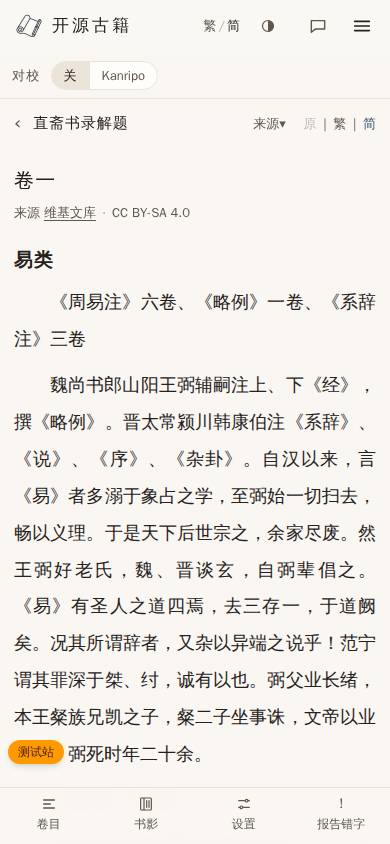 开源古籍
繁 / 简
对校
关
Kanripo
‹ 直斋书录解题
来源▾
原 | 繁 | 简
卷一
来源 维基文库 · CC BY-SA 4.0
易类
《周易注》六卷、《略例》一卷、《系辞
注》三卷
魏尚书郎山阳王弼辅嗣注上、下《经》，
撰《略例》。晋太常颍川韩康伯注《系辞》、
《说》、《序》、《杂卦》。自汉以来，言
《易》者多溺于象占之学，至弼始一切扫去，
畅以义理。于是天下后世宗之，余家尽废。然
王弼好老氏，魏、晋谈玄，自弼辈倡之。
《易》有圣人之道四焉，去三存一，于道阙
矣。况其所谓辞者，又杂以异端之说乎！范宁
谓其罪深于桀、纣，诚有以也。弼父业长绪，
本王粲族兄凯之子，粲二子坐事诛，文帝以业
弼死时年二十余。
测试站
卷目
书影
设置
! 报告错字